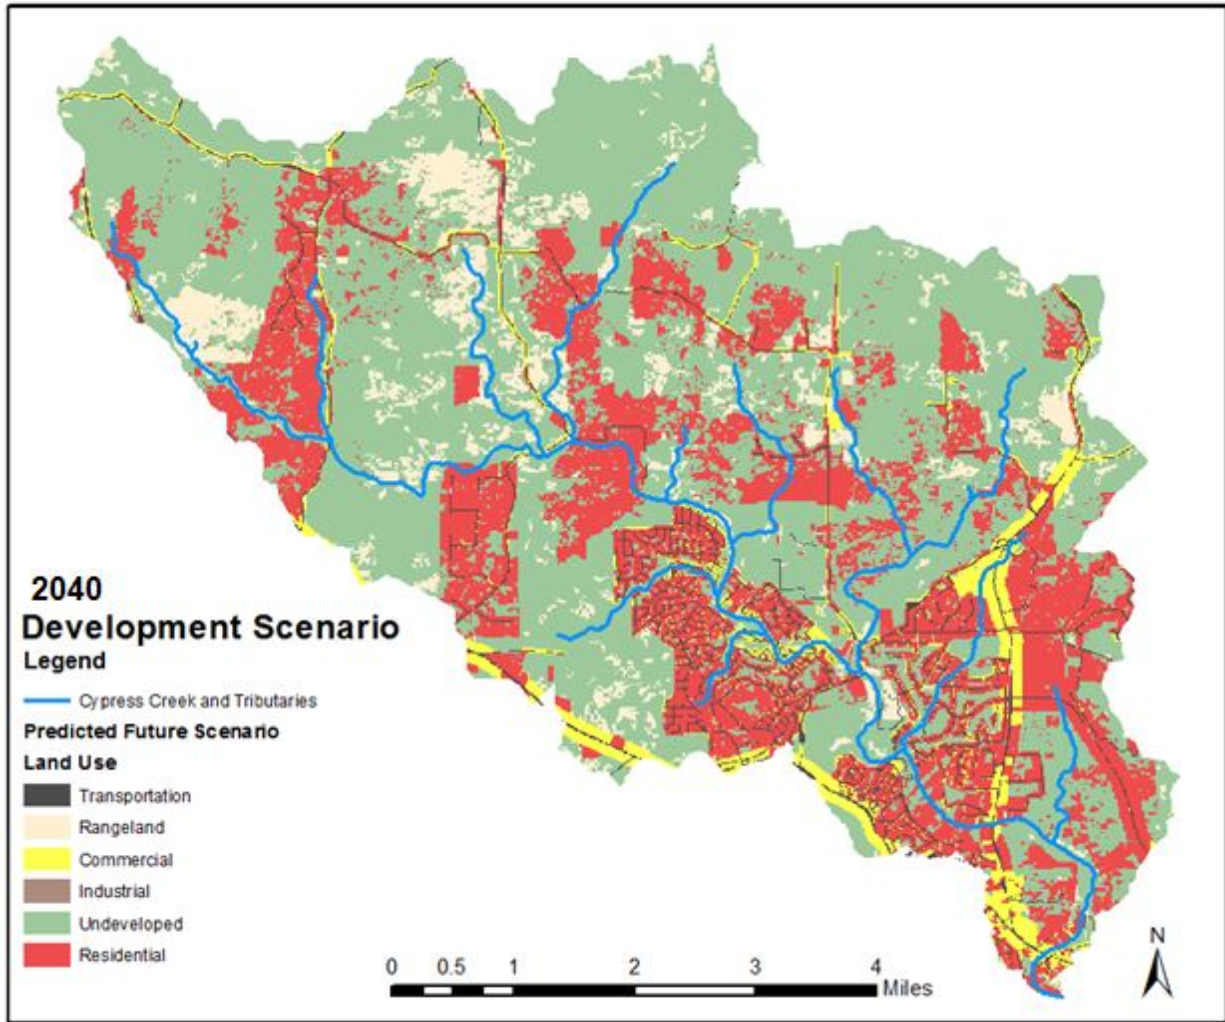 2040
Development Scenario
Legend
Cypress Creek and Tributaries
Predicted Future Scenario
Land Use
Transportation
Rangeland
Commercial
Industrial
Undeveloped
Residential
0 0.5 1 2 3 4
Miles
N